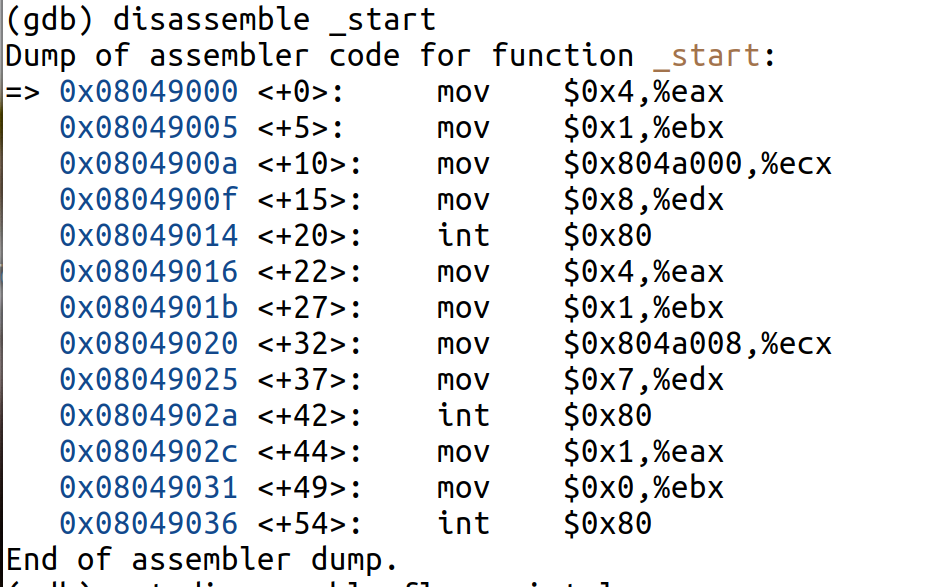 (gdb) disassemble _start
Dump of assembler code for function _start:
=> 0x08049000 <+0>:     mov    $0x4,%eax
   0x08049005 <+5>:     mov    $0x1,%ebx
   0x0804900a <+10>:    mov    $0x804a000,%ecx
   0x0804900f <+15>:    mov    $0x8,%edx
   0x08049014 <+20>:    int    $0x80
   0x08049016 <+22>:    mov    $0x4,%eax
   0x0804901b <+27>:    mov    $0x1,%ebx
   0x08049020 <+32>:    mov    $0x804a008,%ecx
   0x08049025 <+37>:    mov    $0x7,%edx
   0x0804902a <+42>:    int    $0x80
   0x0804902c <+44>:    mov    $0x1,%eax
   0x08049031 <+49>:    mov    $0x0,%ebx
   0x08049036 <+54>:    int    $0x80
End of assembler dump.